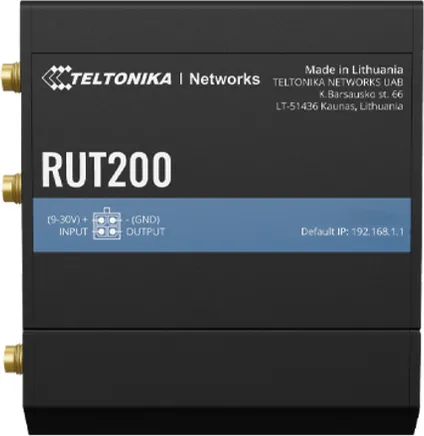 TELTONIKA | Networks
Made in Lithuania
TELTONIKA NETWORKS UAB
K.Barsausko st. 66
LT-51436 Kaunas, Lithuania
RUT200
(9-30V) + - (GND)
INPUT OUTPUT
Default IP: 192.168.1.1